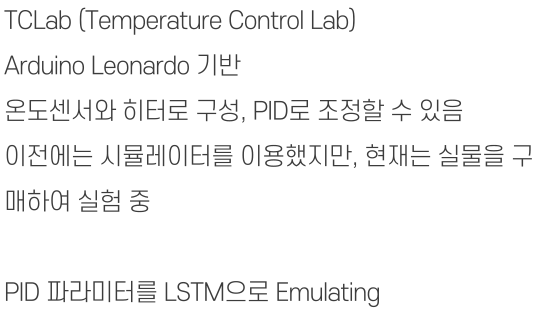 TCLab (Temperature Control Lab)
Arduino Leonardo 기반
온도센서와 히터로 구성, PID로 조정할 수 있음
이전에는 시뮬레이터를 이용했지만, 현재는 실물을 구
매하여 실험 중
PID 파라미터를 LSTM으로 Emulating